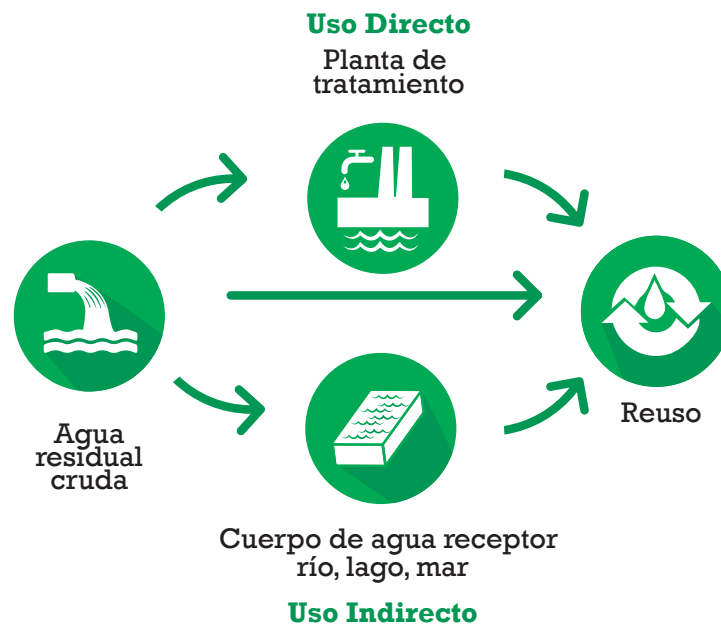 Uso Directo
Planta de
tratamiento
Agua
residual
cruda
Reuso
Cuerpo de agua receptor
río, lago, mar
Uso Indirecto